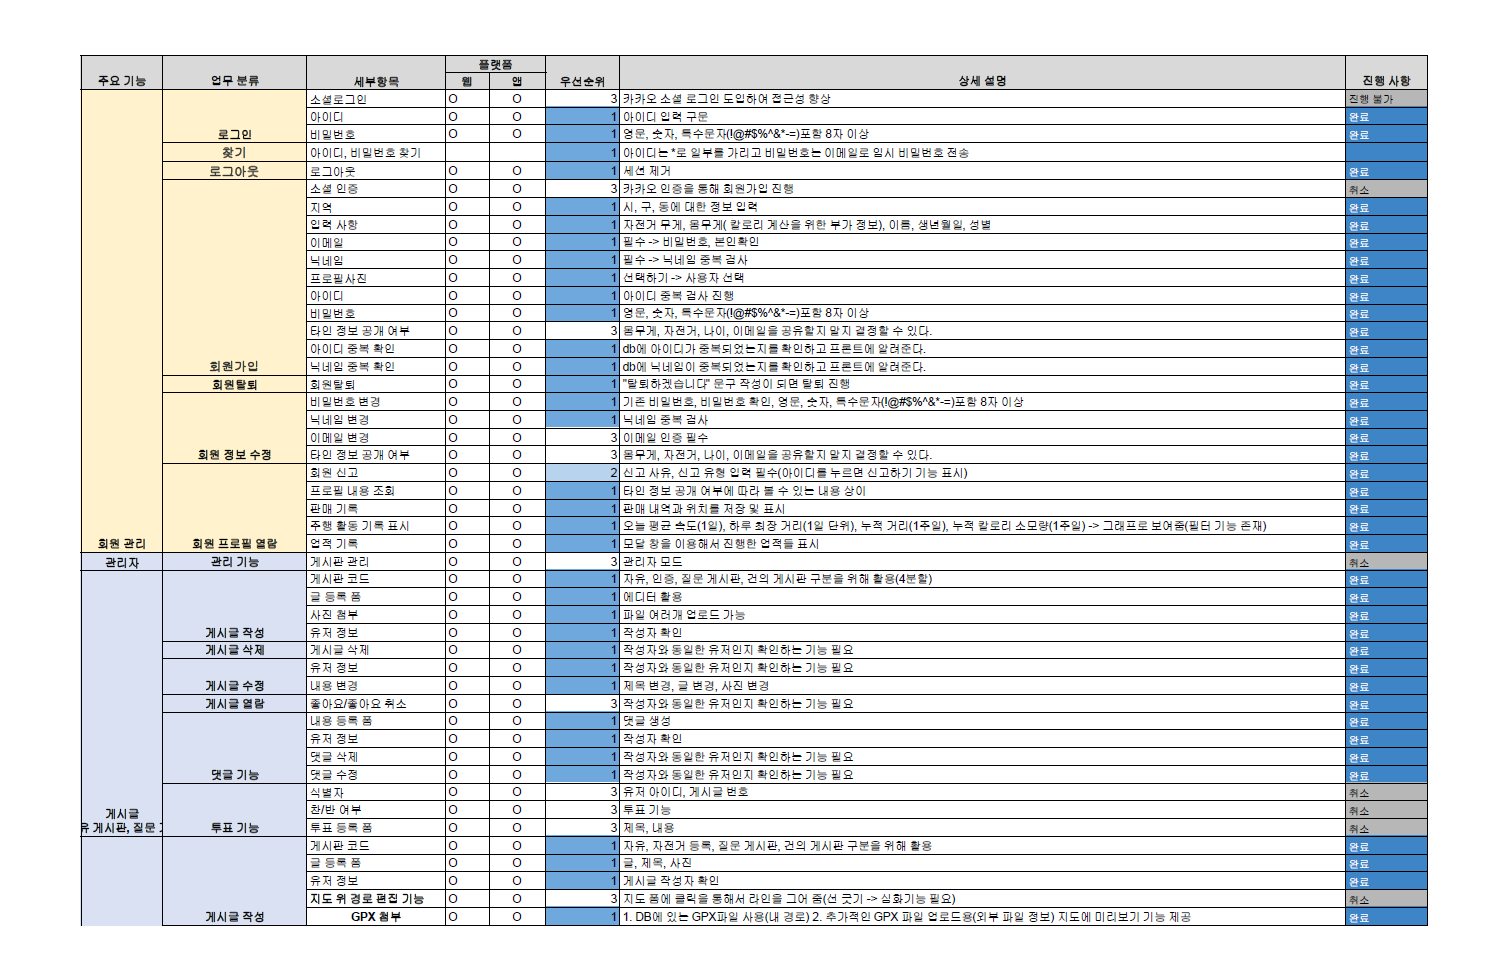 플랫폼
주요 기능 업무 분류 세부항목 웹 앱 우선순위 상세 설명 진행 사항
소셜로그인 O O 3 카카오 소셜 로그인 도입하여 접근성 향상 진행 불가
아이디 O O 1 아이디 입력 구문 완료
로그인 비밀번호 O O 1 영문, 숫자, 특수문자(!@#$%^&*-=)포함 8자 이상 완료
찾기 아이디, 비밀번호 찾기 1 아이디는 *로 일부를 가리고 비밀번호는 이메일로 임시 비밀번호 전송
로그아웃 로그아웃 O O 1 세션 제거 완료
소셜 인증 O O 3 카카오 인증을 통해 회원가입 진행 취소
지역 O O 1 시, 구, 동에 대한 정보 입력 완료
입력 사항 O O 1 자전거 무게, 몸무게( 칼로리 계산을 위한 부가 정보), 이름, 생년월일, 성별 완료
이메일 O O 1 필수 -> 비밀번호, 본인확인 완료
닉네임 O O 1 필수 -> 닉네임 중복 검사 완료
프로필사진 O O 1 선택하기 -> 사용자 선택 완료
아이디 O O 1 아이디 중복 검사 진행 완료
비밀번호 O O 1 영문, 숫자, 특수문자(!@#$%^&*-=)포함 8자 이상 완료
타인 정보 공개 여부 O O 3 몸무게, 자전거, 나이, 이메일을 공유할지 말지 결정할 수 있다. 완료
아이디 중복 확인 O O 1 db에 아이디가 중복되었는지를 확인하고 프론트에 알려준다. 완료
회원가입 닉네임 중복 확인 O O 1 db에 닉네임이 중복되었는지를 확인하고 프론트에 알려준다. 완료
회원탈퇴 회원탈퇴 O O 1 "탈퇴하겠습니다" 문구 작성이 되면 탈퇴 진행 완료
비밀번호 변경 O O 1 기존 비밀번호, 비밀번호 확인, 영문, 숫자, 특수문자(!@#$%^&*-=)포함 8자 이상 완료
닉네임 변경 O O 1 닉네임 중복 검사 완료
이메일 변경 O O 3 이메일 인증 필수 완료
회원 정보 수정 타인 정보 공개 여부 O O 3 몸무게, 자전거, 나이, 이메일을 공유할지 말지 결정할 수 있다. 완료
회원 신고 O O 2 신고 사유, 신고 유형 입력 필수(아이디를 누르면 신고하기 기능 표시) 완료
프로필 내용 조회 O O 1 타인 정보 공개 여부에 따라 볼 수 있는 내용 상이 완료
판매 기록 O O 1 판매 내역과 위치를 저장 및 표시 완료
주행 활동 기록 표시 O O 1 오늘 평균 속도(1일), 하루 최장 거리(1일 단위), 누적 거리(1주일), 누적 칼로리 소모량(1주일) -> 그래프로 보여줌(필터 기능 존재) 완료
회원 관리 회원 프로필 열람 업적 기록 O O 1 모달 창을 이용해서 진행한 업적들 표시 완료
관리자 관리 기능 게시판 관리 O O 3 관리자 모드 취소
게시판 코드 O O 1 자유, 인증, 질문 게시판, 건의 게시판 구분을 위해 활용(4분할) 완료
글 등록 폼 O O 1 에디터 활용 완료
사진 첨부 O O 1 파일 여러개 업로드 가능 완료
게시글 작성 유저 정보 O O 1 작성자 확인 완료
게시글 삭제 게시글 삭제 O O 1 작성자와 동일한 유저인지 확인하는 기능 필요 완료
유저 정보 O O 1 작성자와 동일한 유저인지 확인하는 기능 필요 완료
게시글 수정 내용 변경 O O 1 제목 변경, 글 변경, 사진 변경 완료
게시글 열람 좋아요/좋아요 취소 O O 3 작성자와 동일한 유저인지 확인하는 기능 필요 완료
내용 등록 폼 O O 1 댓글 생성 완료
유저 정보 O O 1 작성자 확인 완료
댓글 삭제 O O 1 작성자와 동일한 유저인지 확인하는 기능 필요 완료
댓글 기능 댓글 수정 O O 1 작성자와 동일한 유저인지 확인하는 기능 필요 완료
식별자 O O 3 유저 아이디, 게시글 번호 취소
게시글 찬/반 여부 O O 3 투표 기능 취소
유 게시판, 질문 투표 기능 투표 등록 폼 O O 3 제목, 내용 취소
게시판 코드 O O 1 자유, 자전거 등록, 질문 게시판, 건의 게시판 구분을 위해 활용 완료
글 등록 폼 O O 1 글, 제목, 사진 완료
유저 정보 O O 1 게시글 작성자 확인 완료
지도 위 경로 편집 기능 O O 3 지도 폼에 클릭을 통해서 라인을 그어 줌(선 긋기 -> 심화기능 필요) 취소
게시글 작성 GPX 첨부 O O 1 1. DB에 있는 GPX파일 사용(내 경로) 2. 추가적인 GPX 파일 업로드용(외부 파일 정보) 지도에 미리보기 기능 제공 완료